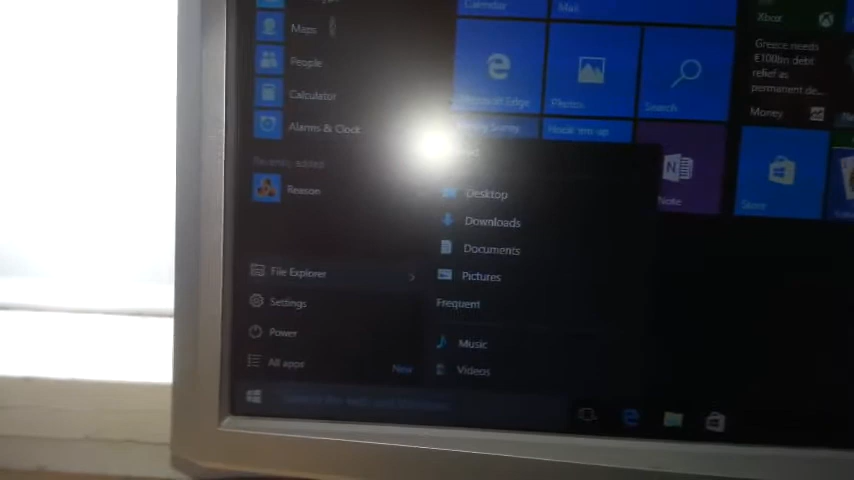 Maps
People
Calculator
Alarms & Clock
Recently added
Reason
File Explorer
Settings
Power
All apps
New
Calendar
Mail
Microsoft Edge
Photos
Search
Desktop
Downloads
Documents
Pictures
Frequent
Music
Videos
Xbox
Greece needs
€100bn debt
relief as
permanent de...
Money
Note
Store